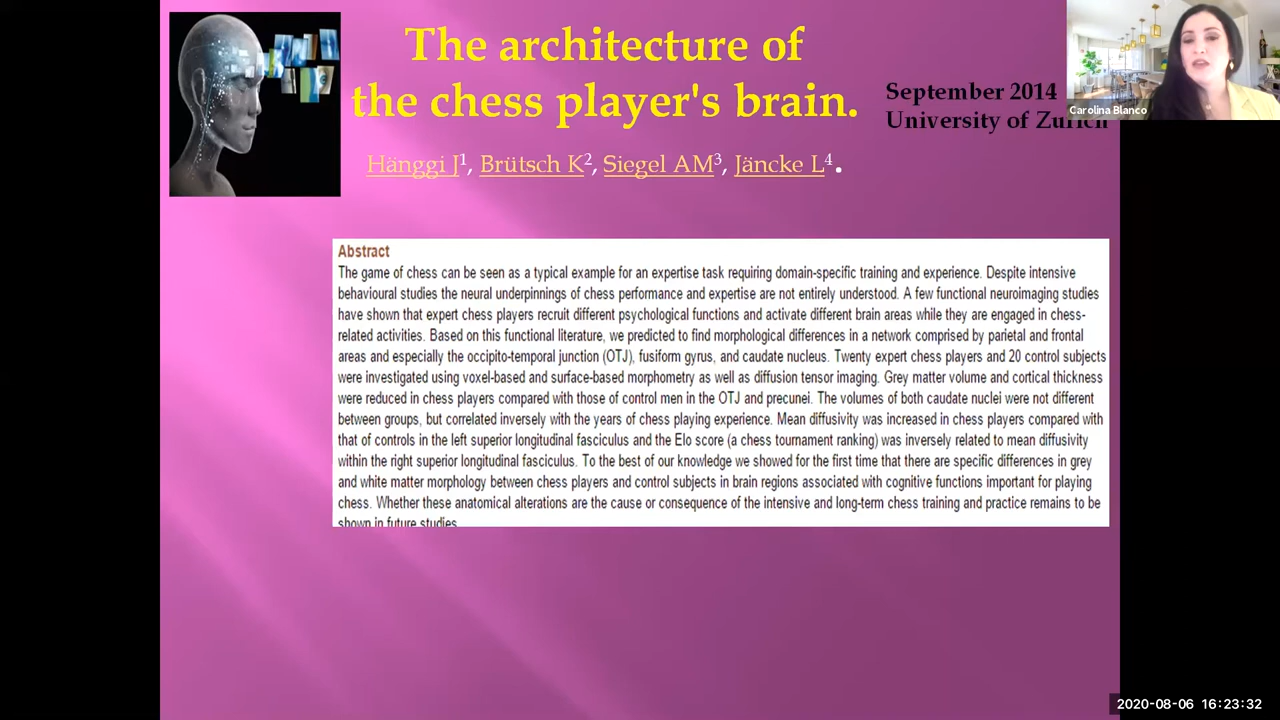 The architecture of
the chess player's brain.
September 2014
University of Zurich
Carolina Blanco
Hänggi J1, Brütsch K2, Siegel AM3, Jäncke L4.
Abstract
The game of chess can be seen as a typical example for an expertise task requiring domain-specific training and experience. Despite intensive
behavioural studies the neural underpinnings of chess performance and expertise are not entirely understood. A few functional neuroimaging studies
have shown that expert chess players recruit different psychological functions and activate different brain areas while they are engaged in chess-
related activities. Based on this functional literature, we predicted to find morphological differences in a network comprised by parietal and frontal
areas and especially the occipito-temporal junction (OTJ), fusiform gyrus, and caudate nucleus. Twenty expert chess players and 20 control subjects
were investigated using voxel-based and surface-based morphometry as well as diffusion tensor imaging. Grey matter volume and cortical thickness
were reduced in chess players compared with those of control men in the OTJ and precunei. The volumes of both caudate nuclei were not different
between groups, but correlated inversely with the years of chess playing experience. Mean diffusivity was increased in chess players compared with
that of controls in the left superior longitudinal fasciculus and the Elo score (a chess tournament ranking) was inversely related to mean diffusivity
within the right superior longitudinal fasciculus. To the best of our knowledge we showed for the first time that there are specific differences in grey
and white matter morphology between chess players and control subjects in brain regions associated with cognitive functions important for playing
chess. Whether these anatomical alterations are the cause or consequence of the intensive and long-term chess training and practice remains to be
shown in future studies.
2020-08-06 16:23:32